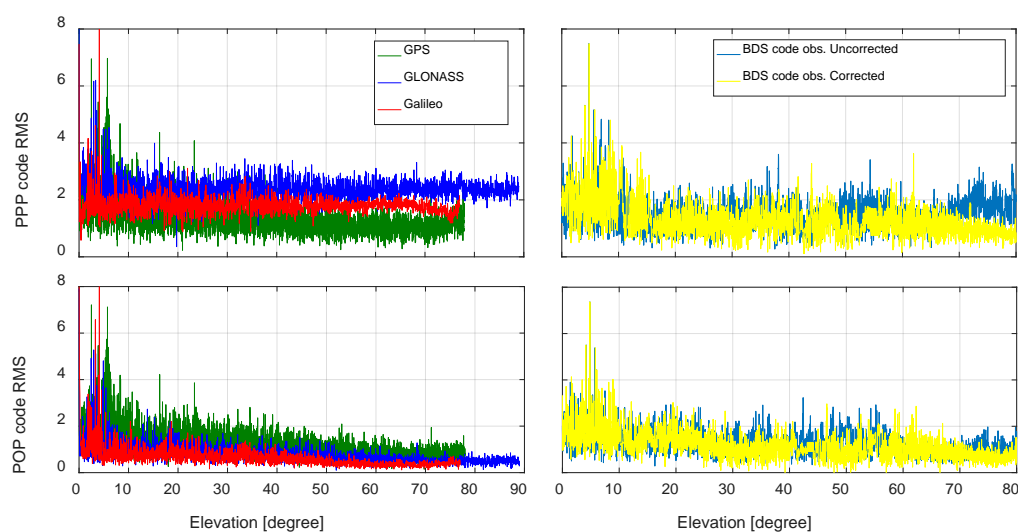 8
6
4
2
0
PPP code RMS
GPS
GLONASS
Galileo
BDS code obs. Uncorrected
BDS code obs. Corrected
8
6
4
2
0
POP code RMS
0 10 20 30 40 50 60 70 80 90
Elevation [degree]
0 10 20 30 40 50 60 70 80
Elevation [degree]